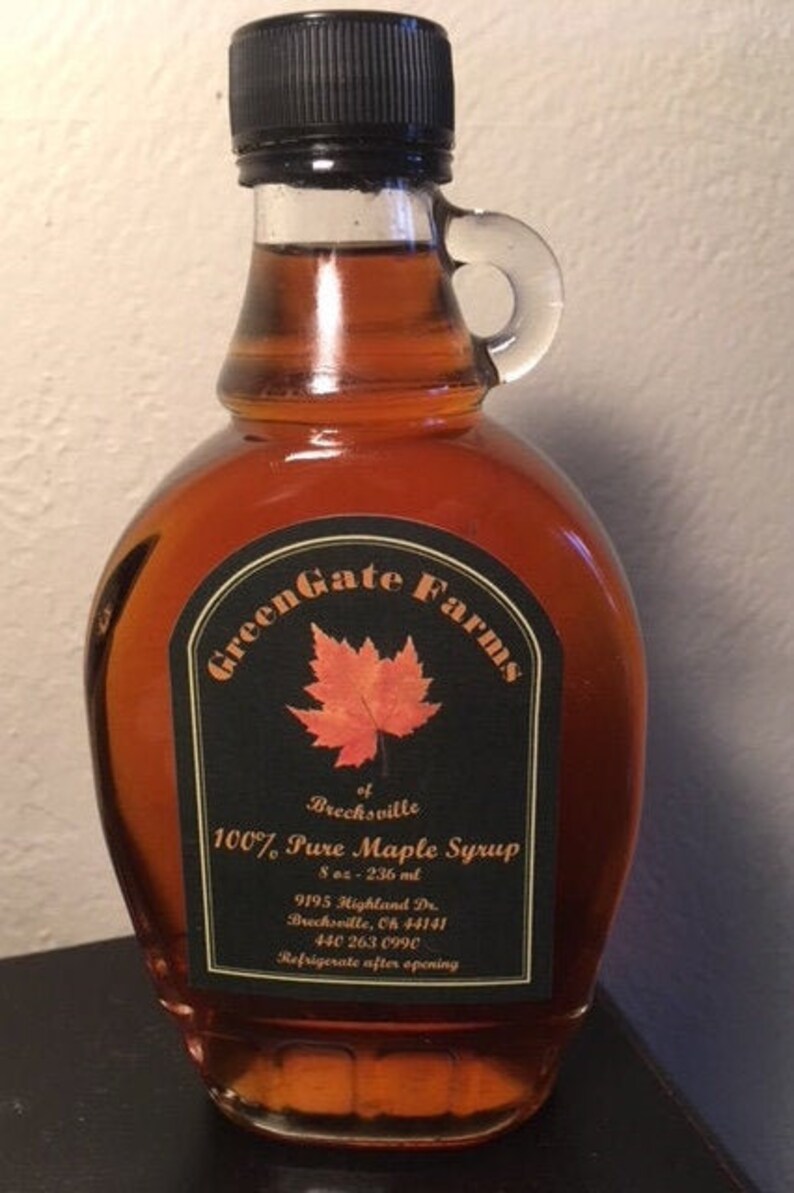 GreenGate Farms
of
Brecksville
100% Pure Maple Syrup
8 oz - 236 ml
9195 Highland Dr.
Brecksville, Oh 44141
440 263 0990
Refrigerate after opening